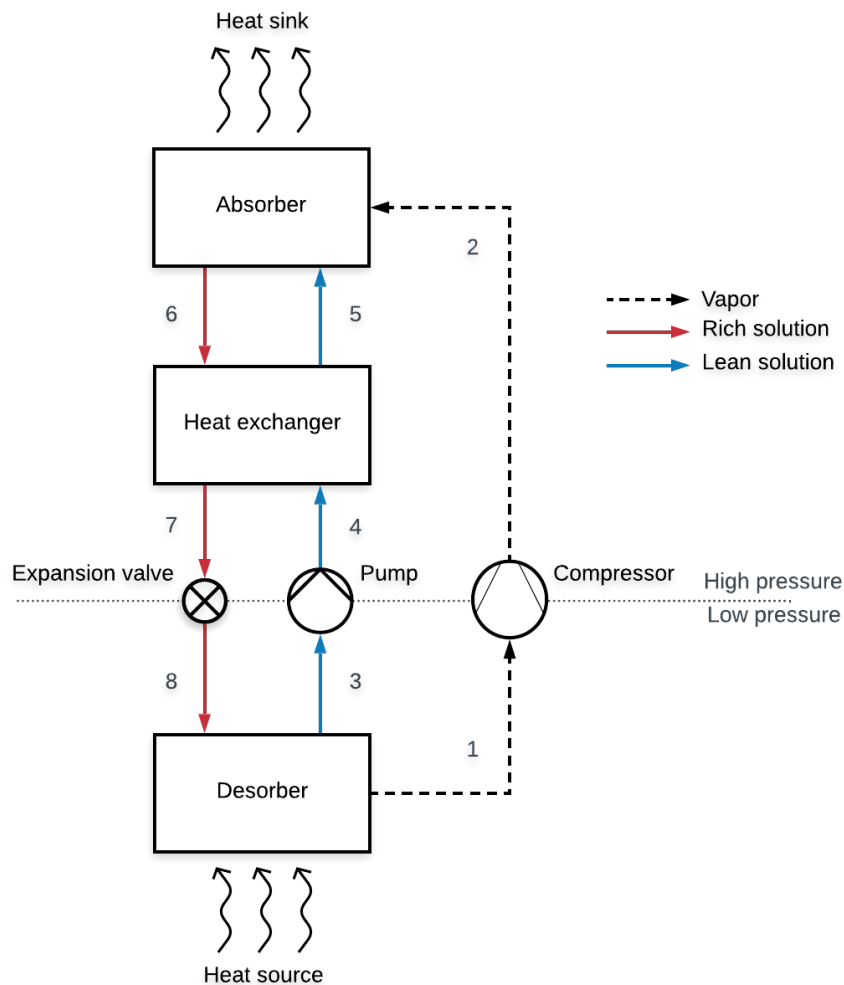 Heat sink
Absorber
2
6
5
Vapor
Rich solution
Lean solution
Heat exchanger
7
4
Expansion valve
Pump
Compressor
High pressure
Low pressure
8
3
1
Desorber
Heat source